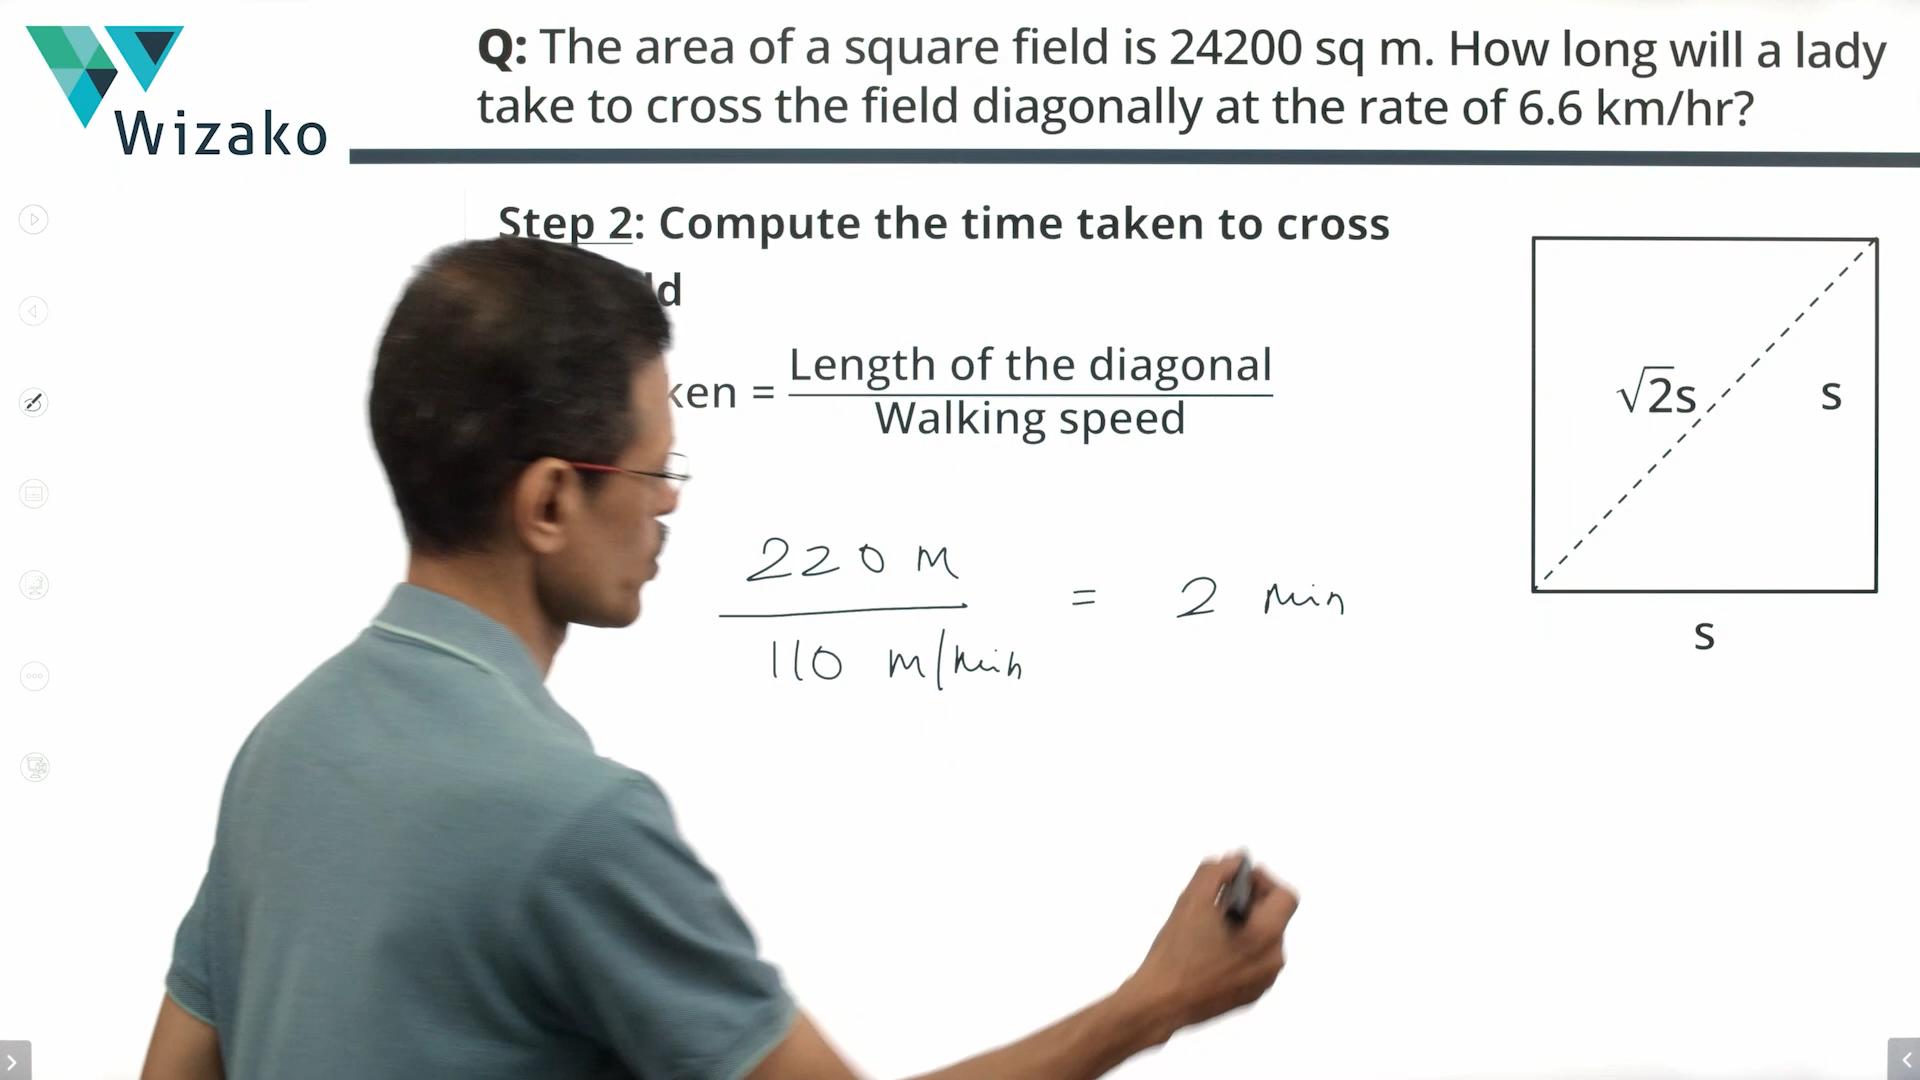 Wizako
Q: The area of a square field is 24200 sq m. How long will a lady
take to cross the field diagonally at the rate of 6.6 km/hr?
Step 2: Compute the time taken to cross
d
ken = Length of the diagonal
Walking speed
√2s
s
s
220 m
110 m/min
= 2 min